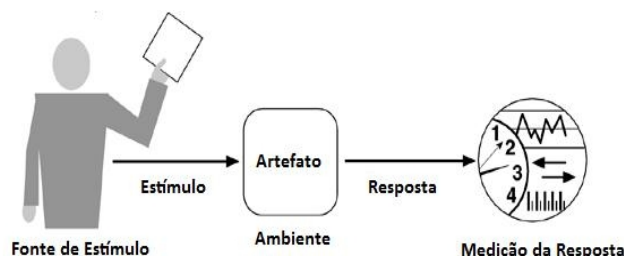 Artefato
Estímulo
Resposta
Ambiente
Fonte de Estímulo
Medição da Resposta
1
2
3
4